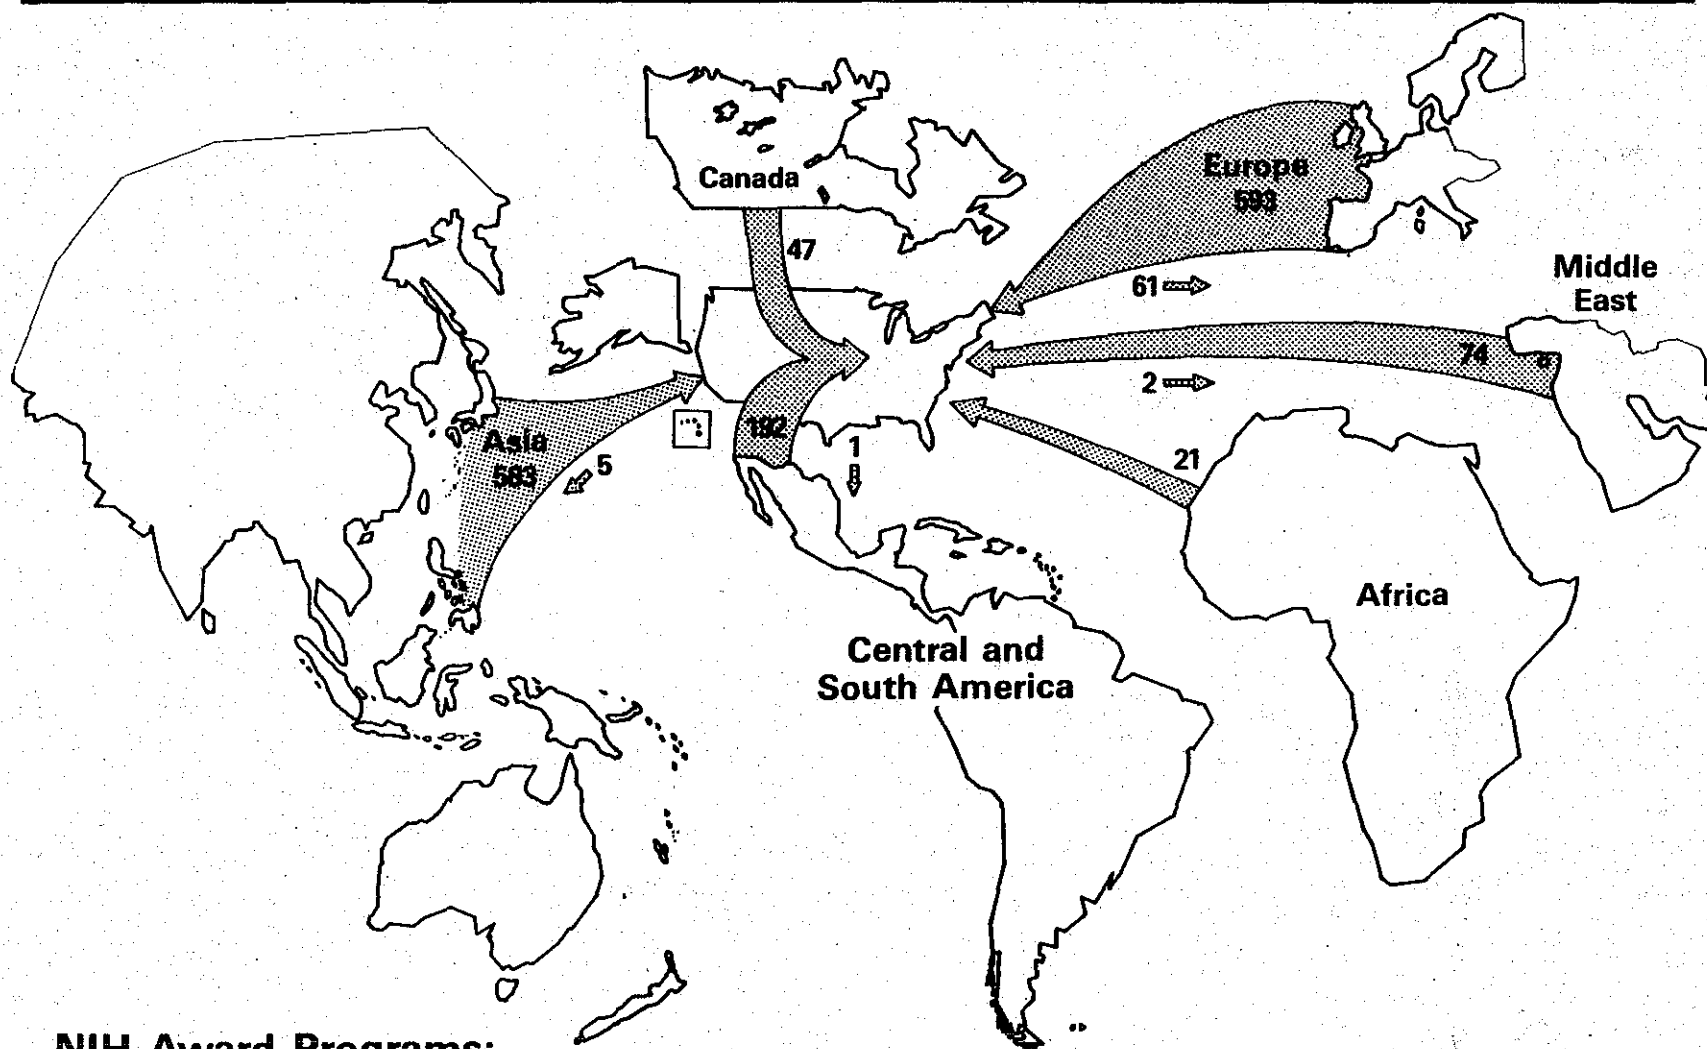 Canada
47
Europe
593
61
Middle
East
74
2
192
1
Asia
583
5
21
Africa
Central and
South America
NIH Award Programs: